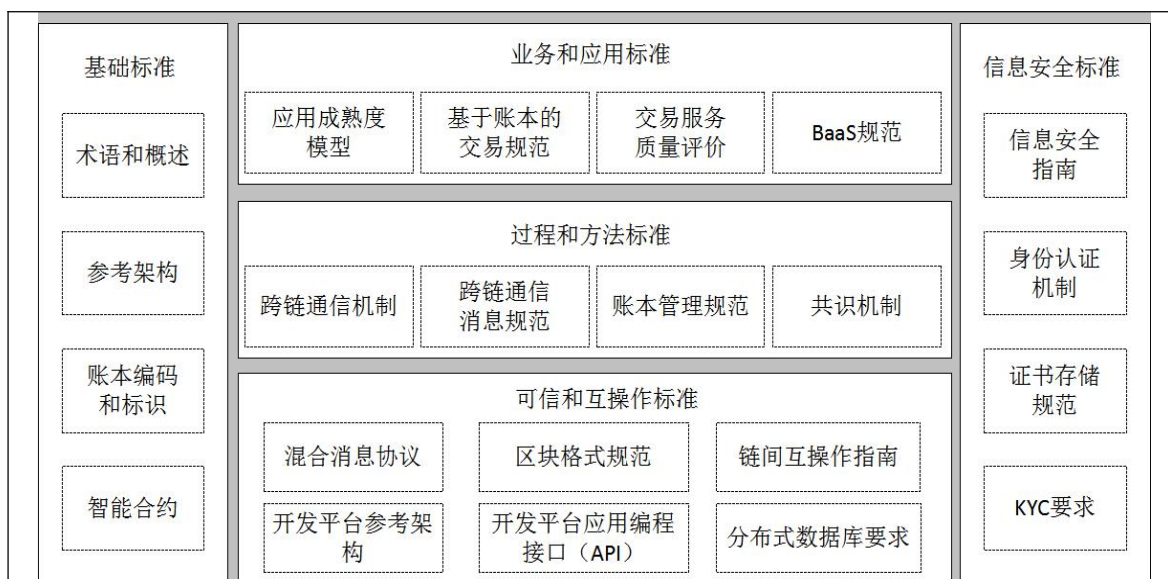 基础标准
术语和概述
参考架构
账本编码
和标识
智能合约
业务和应用标准
应用成熟度
模型
基于账本的
交易规范
交易服务
质量评价
BaaS规范
过程和方法标准
跨链通信机制
跨链通信
消息规范
账本管理规范
共识机制
可信和互操作标准
混合消息协议
区块格式规范
链间互操作指南
开发平台参考架
构
开发平台应用编程
接口（API）
分布式数据库要求
信息安全标准
信息安全
指南
身份认证
机制
证书存储
规范
KYC要求